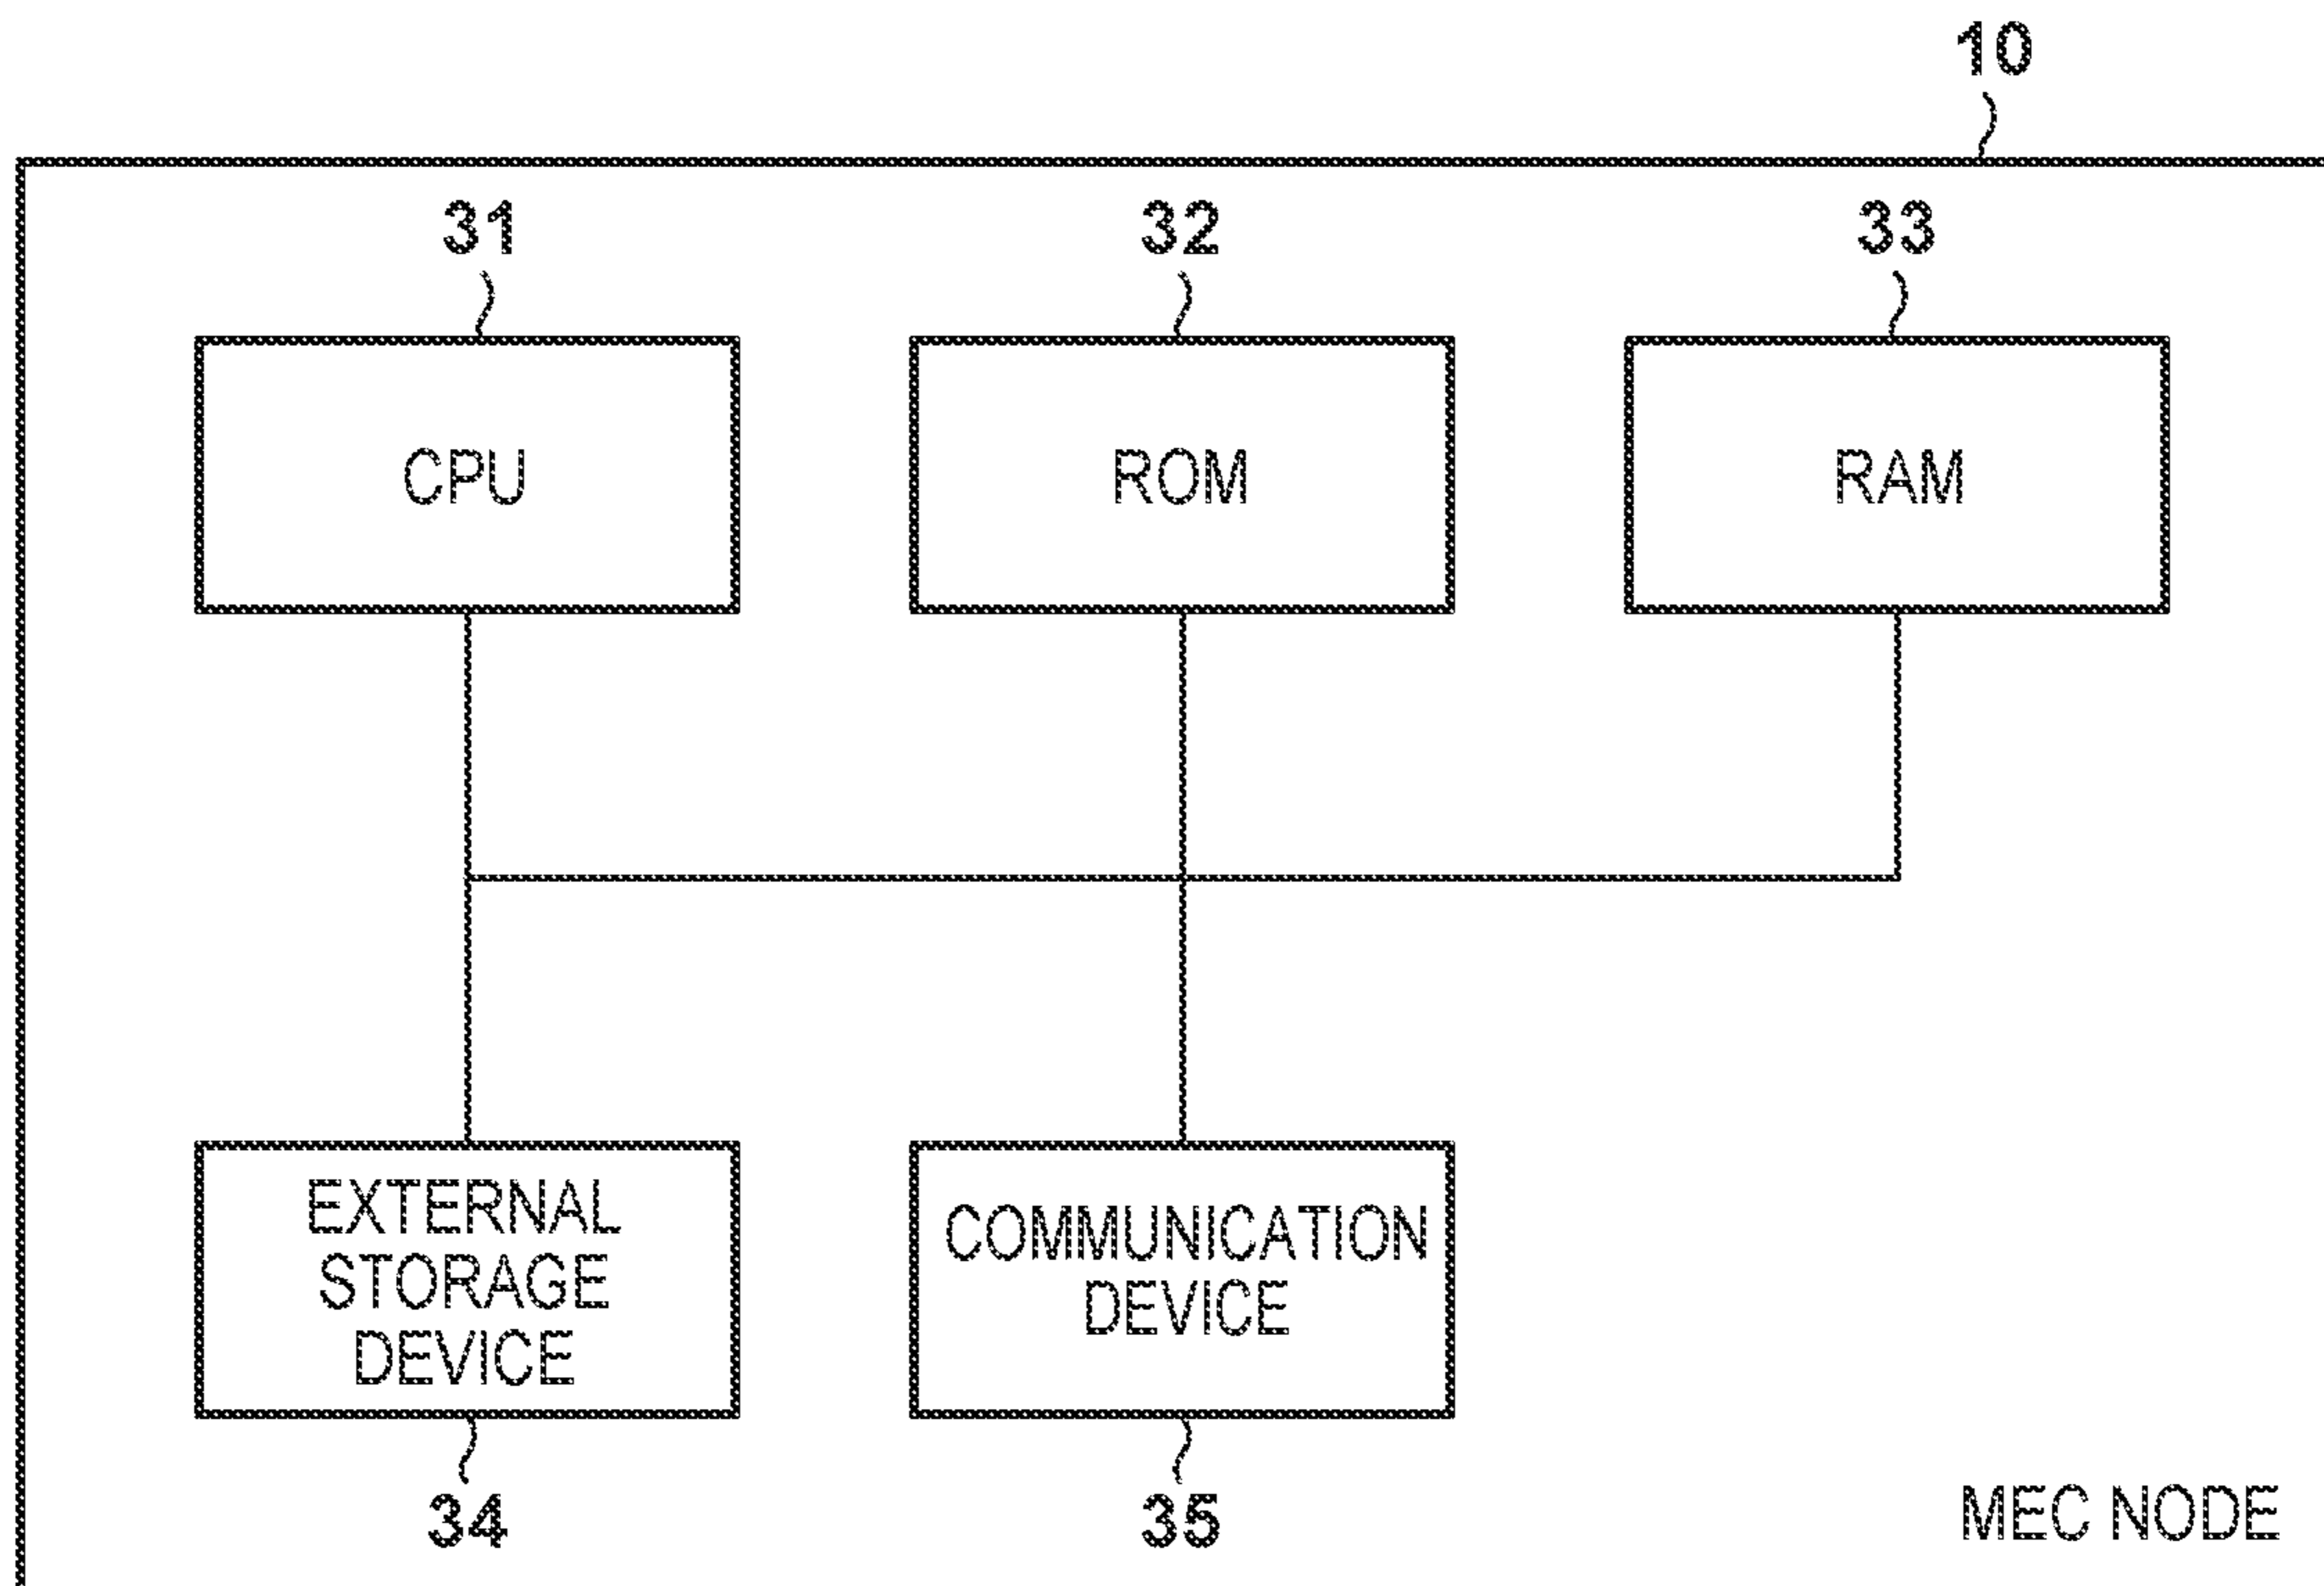 10
31
32
33
CPU
ROM
RAM
EXTERNAL
STORAGE
DEVICE
COMMUNICATION
DEVICE
34
35
MEC NODE